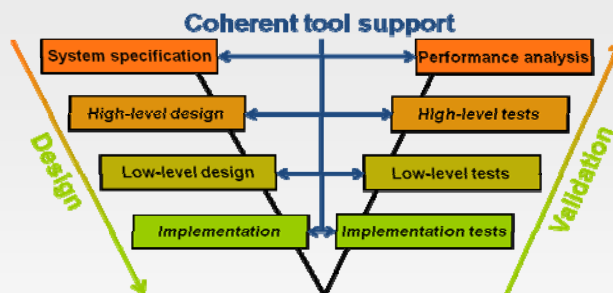 Coherent tool support
System specification
Performance analysis
High-level design
High-level tests
Low-level design
Low-level tests
Implementation
Implementation tests
Design
Validation